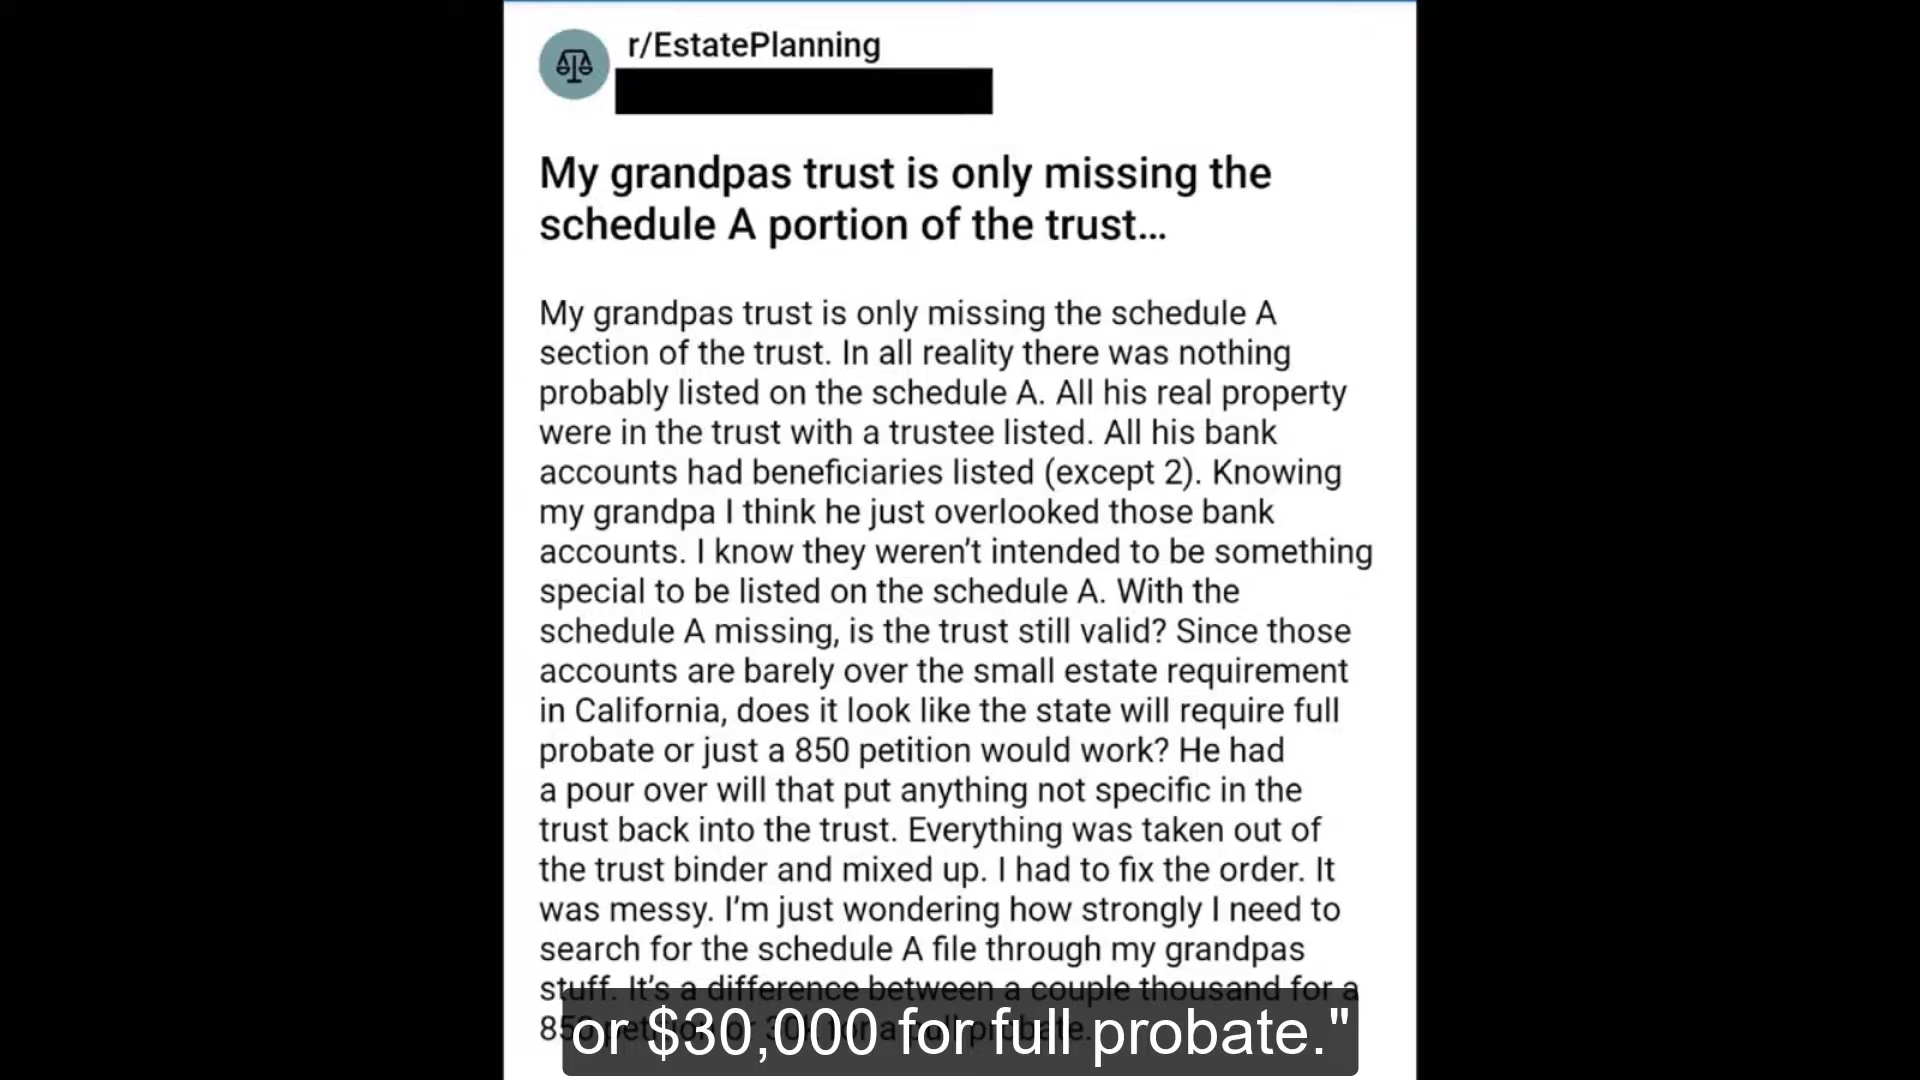 r/EstatePlanning
My grandpas trust is only missing the
schedule A portion of the trust...
My grandpas trust is only missing the schedule A
section of the trust. In all reality there was nothing
probably listed on the schedule A. All his real property
were in the trust with a trustee listed. All his bank
accounts had beneficiaries listed (except 2). Knowing
my grandpa I think he just overlooked those bank
accounts. I know they weren't intended to be something
special to be listed on the schedule A. With the
schedule A missing, is the trust still valid? Since those
accounts are barely over the small estate requirement
in California, does it look like the state will require full
probate or just a 850 petition would work? He had
a pour over will that put anything not specific in the
trust back into the trust. Everything was taken out of
the trust binder and mixed up. I had to fix the order. It
was messy. I'm just wondering how strongly I need to
search for the schedule A file through my grandpas
stuff. It's a difference between a couple thousand for a
or $30,000 for full probate."